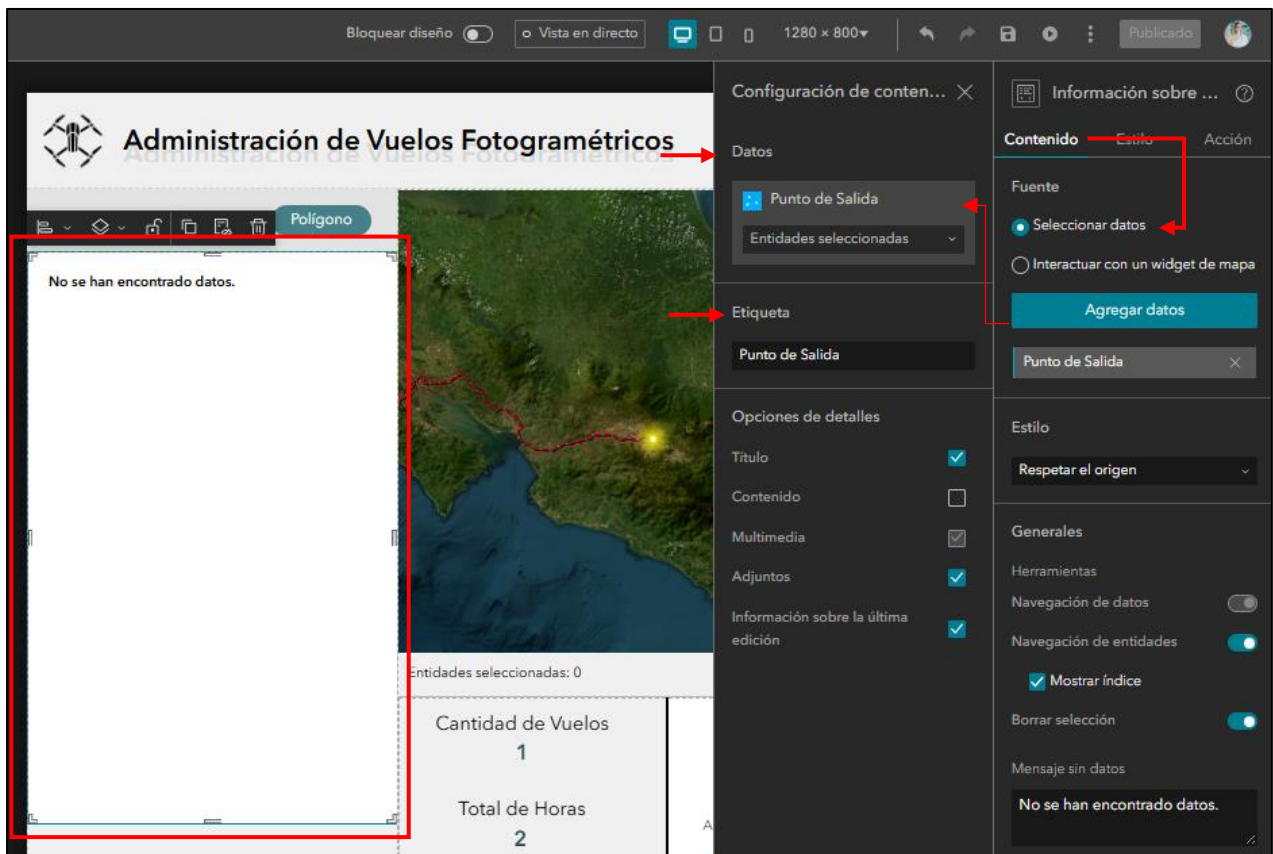 Bloquear diseño
Vista en directo
1280 × 800
Publicado
Administración de Vuelos Fotogramétricos
Polígono
No se han encontrado datos.
Entidades seleccionadas: 0
Cantidad de Vuelos
1
Total de Horas
2
A
Configuración de conten...
Datos
Punto de Salida
Entidades seleccionadas
Etiqueta
Punto de Salida
Opciones de detalles
Título
Contenido
Multimedia
Adjuntos
Información sobre la última
edición
Información sobre ...
Contenido Estilo Acción
Fuente
Seleccionar datos
Interactuar con un widget de mapa
Agregar datos
Punto de Salida
Estilo
Respetar el origen
Generales
Herramientas
Navegación de datos
Navegación de entidades
Mostrar índice
Borrar selección
Mensaje sin datos
No se han encontrado datos.